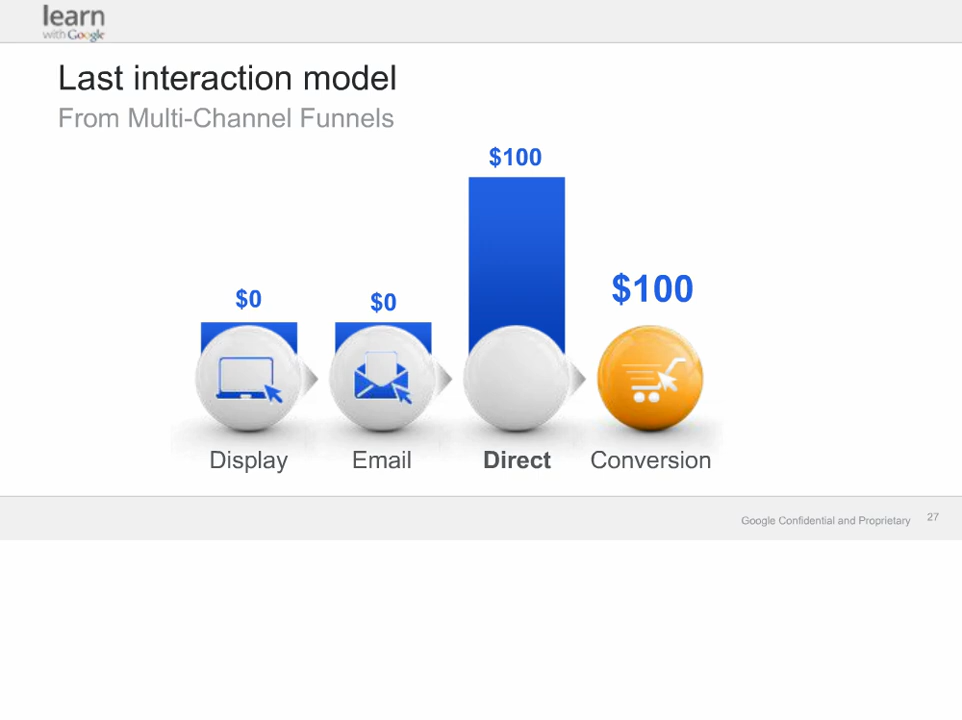 learn
with Google
Last interaction model
From Multi-Channel Funnels
$100
$0
$0
$100
Display
Email
Direct
Conversion
Google Confidential and Proprietary
27